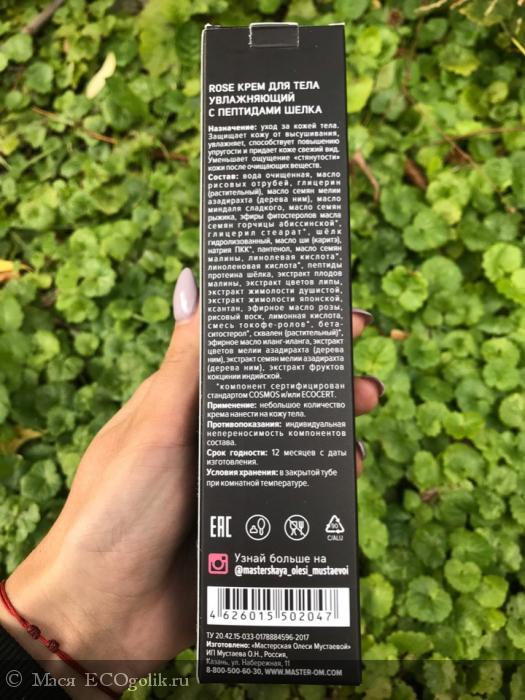 ROSE КРЕМ ДЛЯ ТЕЛА
УВЛАЖНЯЮЩИЙ
С ПЕПТИДАМИ ШЕЛКА
Назначение: уход за кожей тела.
Защищает кожу от высушивания,
увлажняет, способствует повышению
упругости и придает коже свежий вид.
Уменьшает ощущение «стянутости»
кожи после очищающих веществ.
Состав: вода очищенная, масло
рисовых отрубей, глицерин
(растительный), масло семян мелии
азадирахта (дерева ним), масло
миндаля сладкого, масло семян
рыжика, эфиры фитостеролов масла
семян горчицы абиссинской*,
глицерил стеарат*, шёлк
гидролизованный, масло ши (каритэ),
натрия ПКК*, пантенол, масло семян
малины, линолевая кислота*,
линоленовая кислота*, пептиды
протеина шёлка, экстракт плодов
малины, экстракт цветов липы,
экстракт жимолости душистой,
экстракт жимолости японской,
ксантан, эфирное масло розы,
рисовый воск, лимонная кислота,
смесь токофе-ролов*, бета-
ситостерол*, сквален (растительный)*,
эфирное масло иланг-иланга, экстракт
цветов мелии азадирахта (дерева
ним), экстракт семян мелии азадирахта
(дерева ним), экстракт фруктов
кокцинии индийской.
*компонент сертифицирован
стандартом COSMOS и/или ECOCERT.
Применение: небольшое количество
крема нанести на кожу тела.
Противопоказания: индивидуальная
непереносимость компонентов
состава.
Срок годности: 12 месяцев с даты
изготовления.
Условия хранения: в закрытой тубе
при комнатной температуре.
EAC
90
C/ALU
Узнай больше на
@masterskaya_olesi_mustaevoi
4 626015 502047
ТУ 20.42.15-033-0178884596-2017
Изготовлено: «Мастерская Олеси Мустаевой»
ИП Мустаева О.Н., Россия,
Казань, ул. Набережная, 11
8-800-500-60-30, WWW.MASTER-OM.COM
© Мася ECOgolik.ru